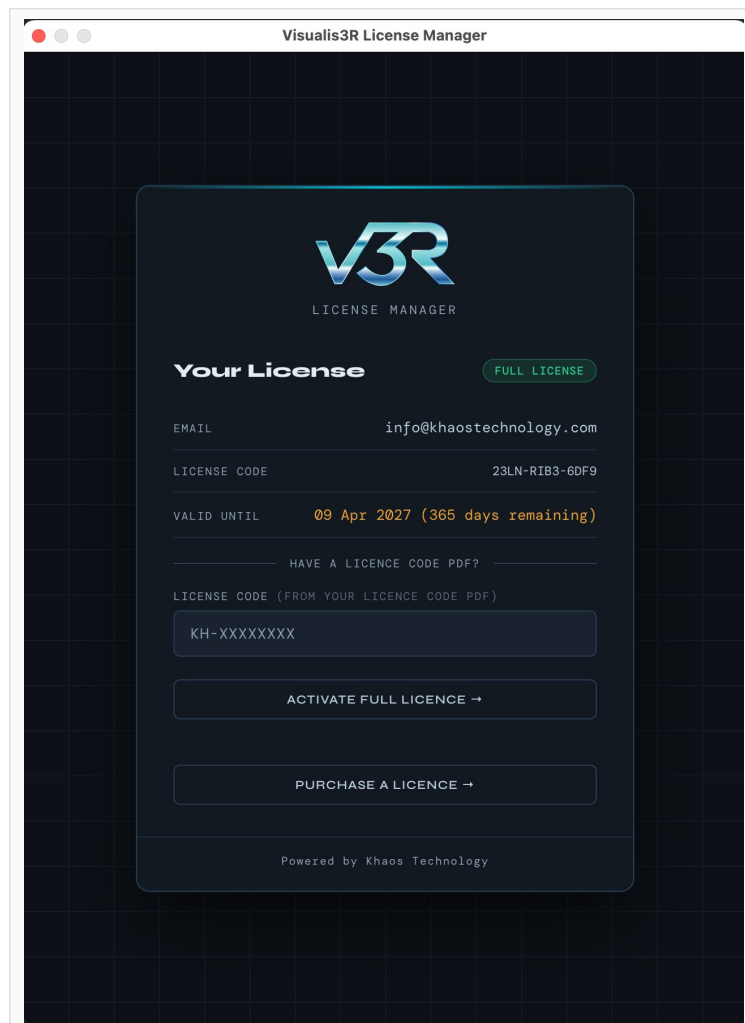 Visualis3R License Manager
V3R
LICENSE MANAGER
Your License
FULL LICENSE
EMAIL
info@khaostechnology.com
LICENSE CODE
23LN-RIB3-6DF9
VALID UNTIL
09 Apr 2027 (365 days remaining)
HAVE A LICENCE CODE PDF?
LICENSE CODE (FROM YOUR LICENCE CODE PDF)
KH-XXXXXXXX
ACTIVATE FULL LICENCE →
PURCHASE A LICENCE →
Powered by Khaos Technology